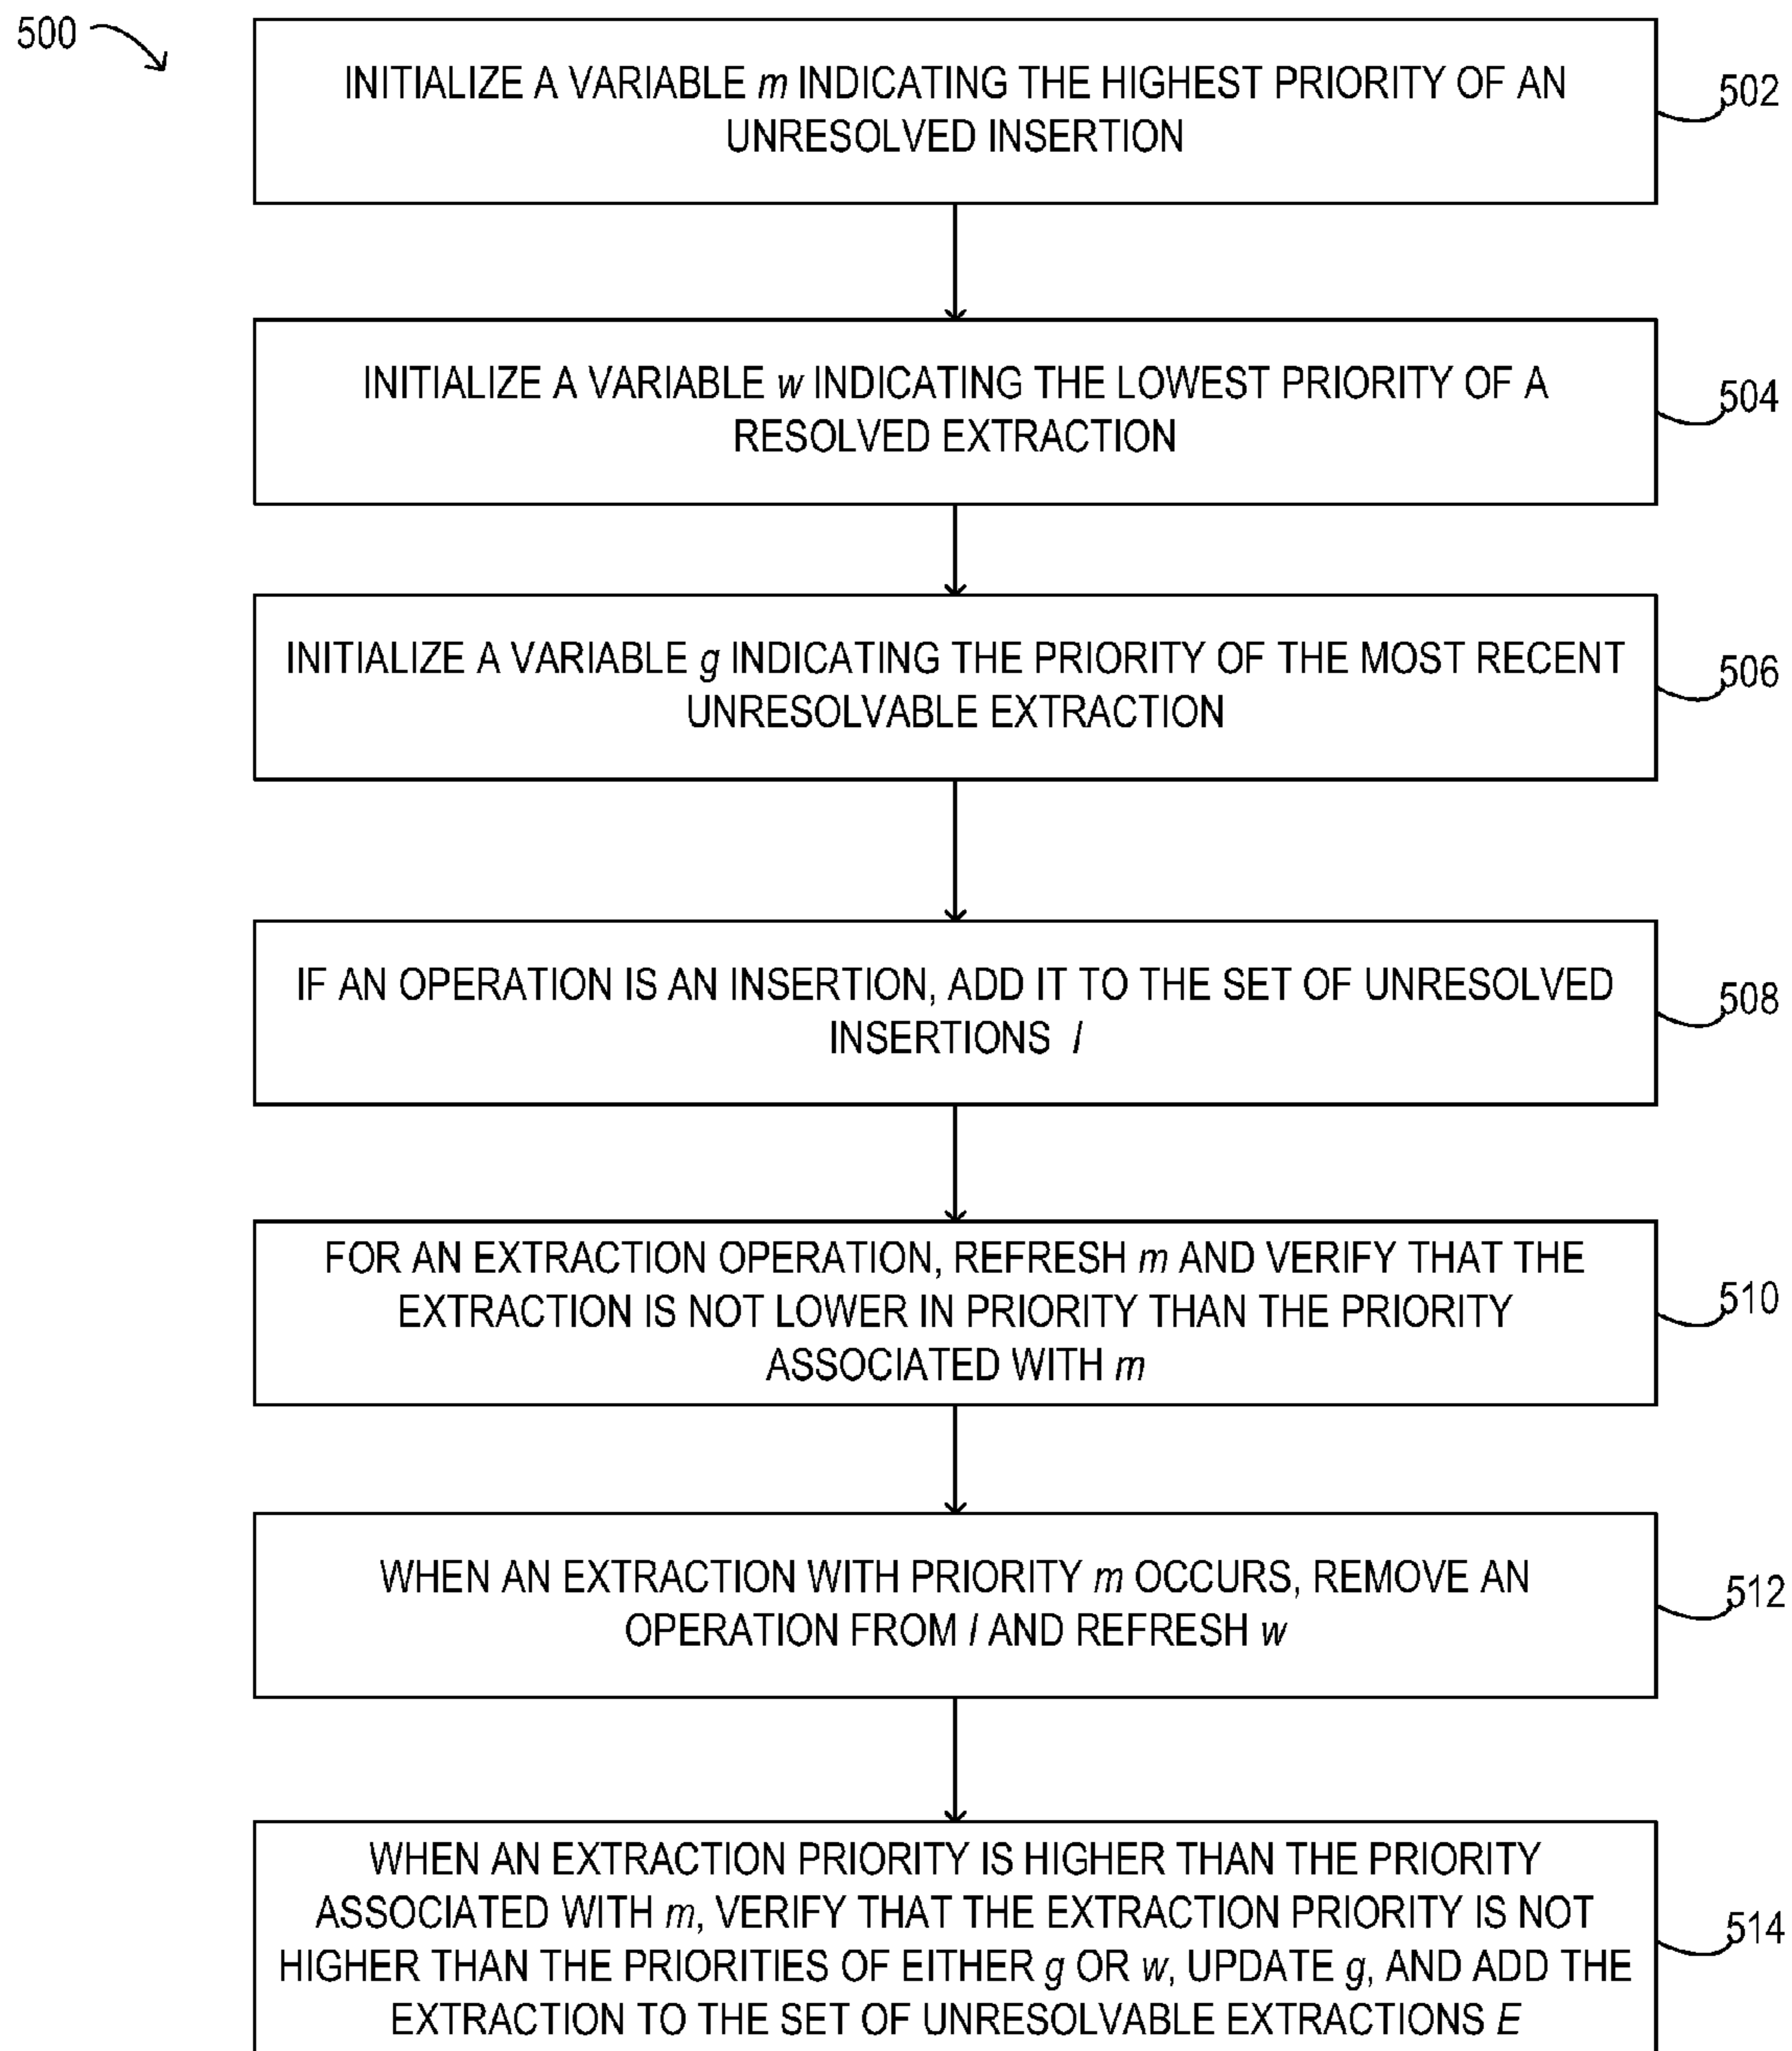 500
INITIALIZE A VARIABLE m INDICATING THE HIGHEST PRIORITY OF AN
UNRESOLVED INSERTION
502
INITIALIZE A VARIABLE w INDICATING THE LOWEST PRIORITY OF A
RESOLVED EXTRACTION
504
INITIALIZE A VARIABLE g INDICATING THE PRIORITY OF THE MOST RECENT
UNRESOLVABLE EXTRACTION
506
IF AN OPERATION IS AN INSERTION, ADD IT TO THE SET OF UNRESOLVED
INSERTIONS I
508
FOR AN EXTRACTION OPERATION, REFRESH m AND VERIFY THAT THE
EXTRACTION IS NOT LOWER IN PRIORITY THAN THE PRIORITY
ASSOCIATED WITH m
510
WHEN AN EXTRACTION WITH PRIORITY m OCCURS, REMOVE AN
OPERATION FROM I AND REFRESH w
512
WHEN AN EXTRACTION PRIORITY IS HIGHER THAN THE PRIORITY
ASSOCIATED WITH m, VERIFY THAT THE EXTRACTION PRIORITY IS NOT
HIGHER THAN THE PRIORITIES OF EITHER g OR w, UPDATE g, AND ADD THE
EXTRACTION TO THE SET OF UNRESOLVABLE EXTRACTIONS E
514